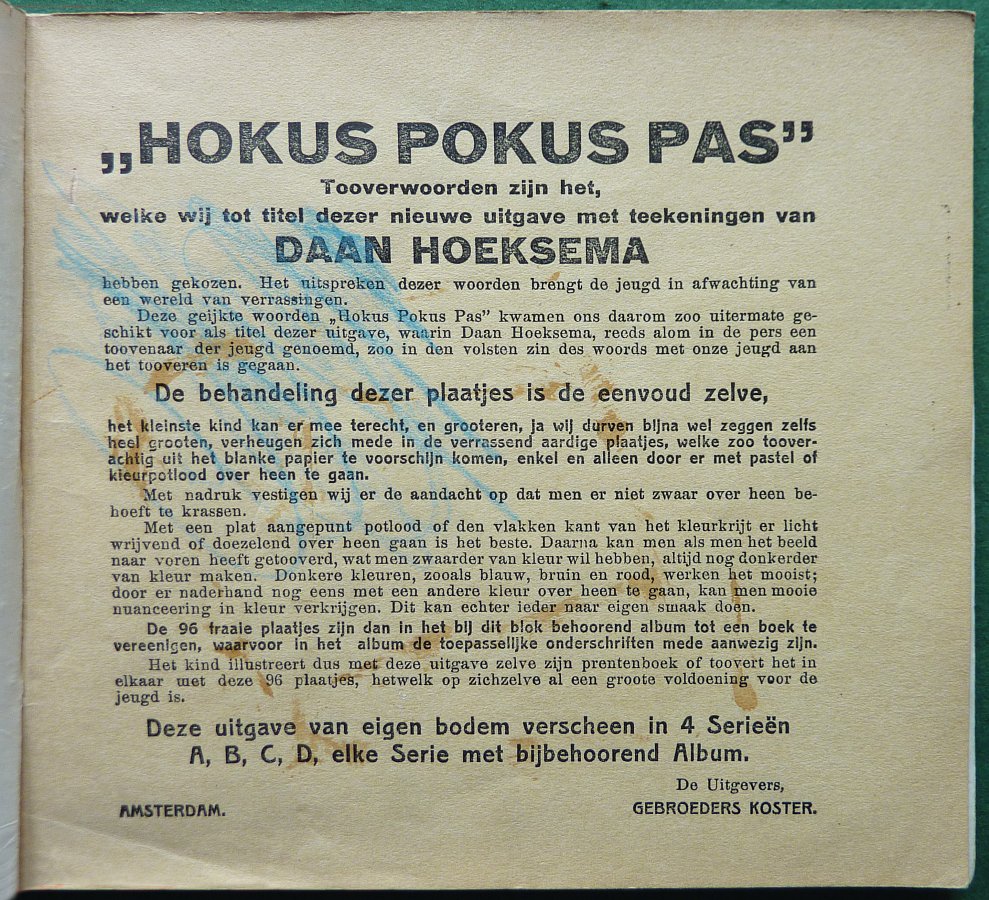 „HOKUS POKUS PAS”
Tooverwoorden zijn het,
welke wij tot titel dezer nieuwe uitgave met teekeningen van
DAAN HOEKSEMA
hebben gekozen. Het uitspreken dezer woorden brengt de jeugd in afwachting van
een wereld van verrassingen.
Deze geijkte woorden „Hokus Pokus Pas” kwamen ons daarom zoo uitermate ge-
schikt voor als titel dezer uitgave, waarin Daan Hoeksema, reeds alom in de pers een
toovenaar der jeugd genoemd, zoo in den volsten zin des woords met onze jeugd aan
het tooveren is gegaan.
De behandeling dezer plaatjes is de eenvoud zelve,
het kleinste kind kan er mee terecht, en grooteren, ja wij durven bijna wel zeggen zelfs
heel grooten, verheugen zich mede in de verrassend aardige plaatjes, welke zoo toover-
achtig uit het blanke papier te voorschijn komen, enkel en alleen door er met pastel of
kleurpotlood over heen te gaan.
Met nadruk vestigen wij er de aandacht op dat men er niet zwaar over heen be-
hoeft te krassen.
Met een plat aangepunt potlood of den vlakken kant van het kleurkrijt er licht
wrijvend of doezelend over heen gaan is het beste. Daarna kan men als men het beeld
naar voren heeft getooverd, wat men zwaarder van kleur wil hebben, altijd nog donkerder
van kleur maken. Donkere kleuren, zooals blauw, bruin en rood, werken het mooist;
door er naderhand nog eens met een andere kleur over heen te gaan, kan men mooie
nuanceering in kleur verkrijgen. Dit kan echter ieder naar eigen smaak doen.
De 96 fraaie plaatjes zijn dan in het bij dit blok behoorend album tot een boek te
vereenigen, waarvoor in het album de toepasselijke onderschriften mede aanwezig zijn.
Het kind illustreert dus met deze uitgave zelve zijn prentenboek of toovert het in
elkaar met deze 96 plaatjes, hetwelk op zichzelve al een groote voldoening voor de
jeugd is.
Deze uitgave van eigen bodem verscheen in 4 Serieën
A, B, C, D, elke Serie met bijbehoorend Album.
De Uitgevers,
AMSTERDAM. GEBROEDERS KOSTER.